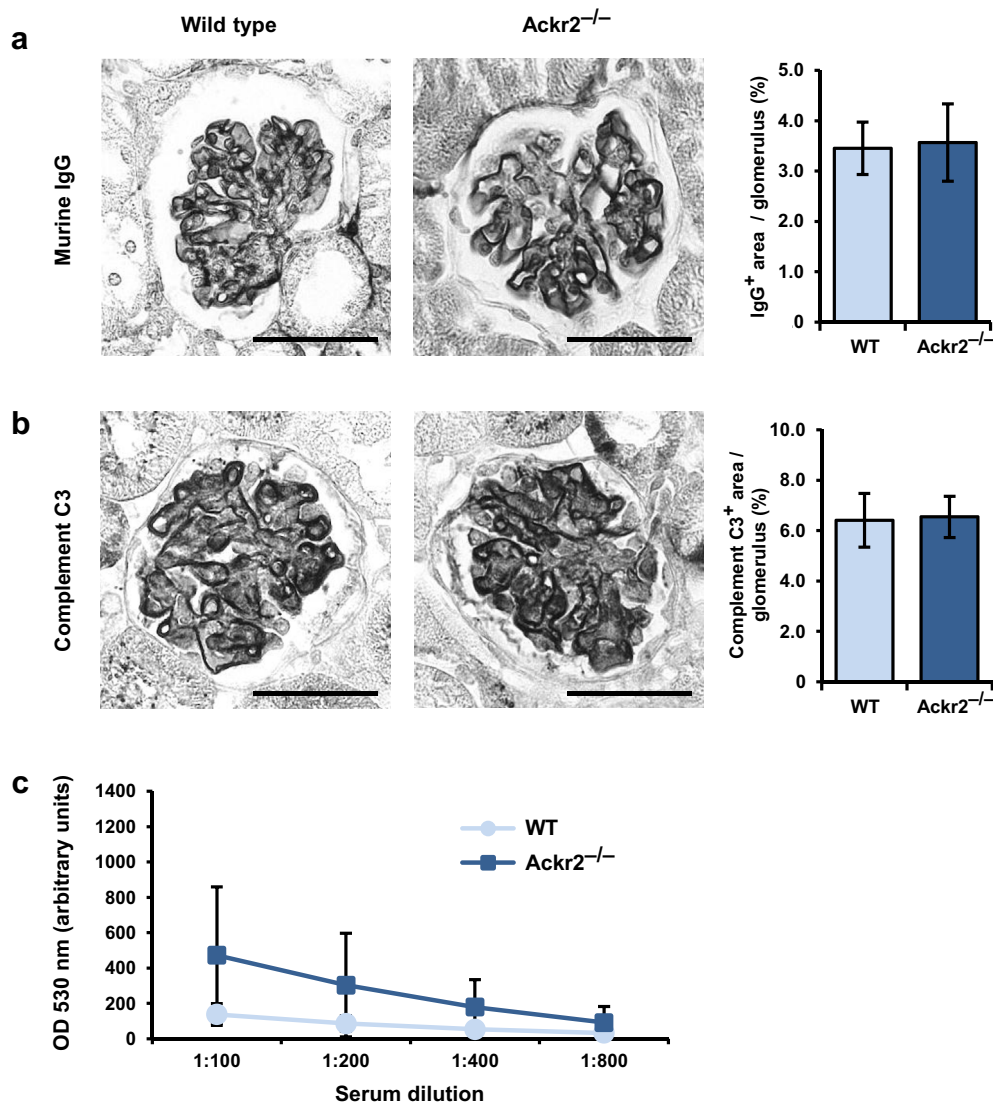 a
Wild type
Ackr2–/–
Murine IgG
IgG+ area / glomerulus (%)
5.0
4.0
3.0
2.0
1.0
.0
WT
Ackr2–/–
b
Complement C3
Complement C3+ area /
glomerulus (%)
10.0
8.0
6.0
4.0
2.0
0
WT
Ackr2–/–
c
OD 530 nm (arbitrary units)
1400
1200
1000
800
600
400
200
0
WT
Ackr2–/–
1:100
1:200
1:400
1:800
Serum dilution